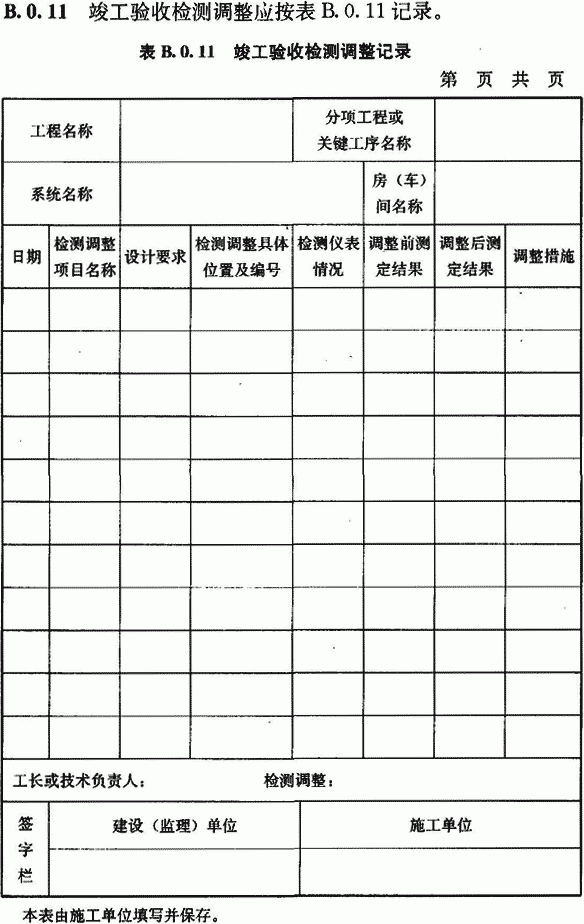 B.0.11 竣工验收检测调整应按表 B.0.11 记录。
表 B.0.11 竣工验收检测调整记录
第 页 共 页
工程名称
分项工程或
关键工序名称
系统名称
房（车）
间名称
日期
检测调整
项目名称
设计要求
检测调整具体
位置及编号
检测仪表
情况
调整前测
定结果
调整后测
定结果
调整措施
工长或技术负责人： 检测调整：
签
字
栏
建设（监理）单位
施工单位
本表由施工单位填写并保存。